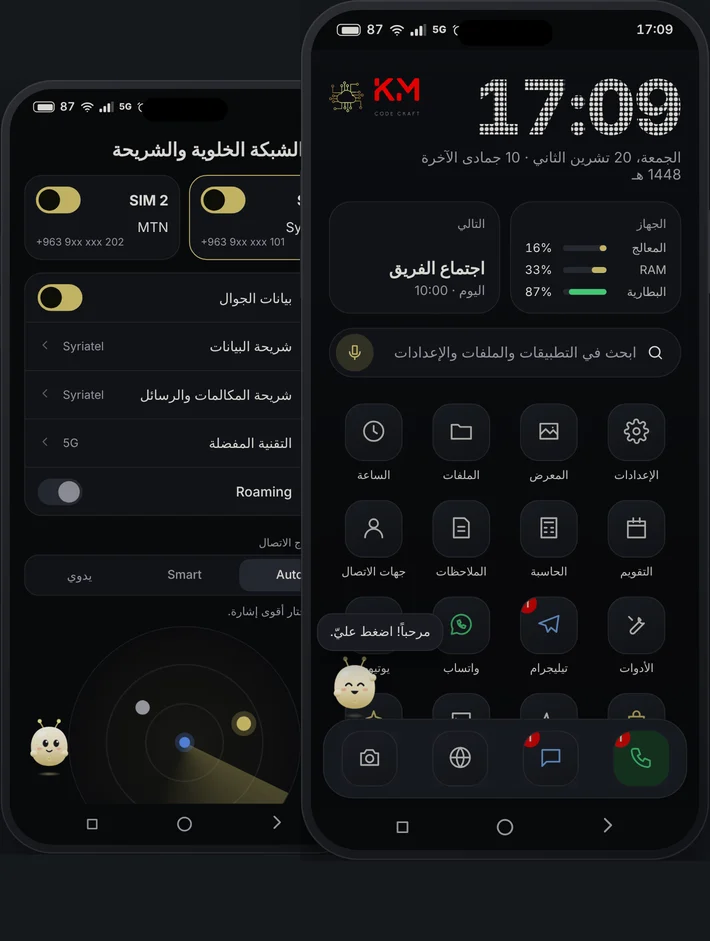 17:09
5G 87
KM
CODE CRAFT
17:09
الجمعة، 20 تشرين الثاني · 10 جمادى الآخرة
1448 هـ
الجهاز
المعالج 16%
RAM 33%
البطارية 87%
التالي
اجتماع الفريق
اليوم · 10:00
ابحث في التطبيقات والملفات والإعدادات
الإعدادات
المعرض
الملفات
الساعة
التقويم
الحاسبة
الملاحظات
جهات الاتصال
الأدوات
تيليجرام
واتساب
مرحباً! اضغط عليّ.
5G 87
الشبكة الخلوية والشريحة
+963 9xx xxx 101
SIM 2
MTN
+963 9xx xxx 202
بيانات الجوال
شريحة البيانات Syriatel
شريحة المكالمات والرسائل Syriatel
التقنية المفضلة 5G
Roaming
الاتصال
Auto
Smart
يدوي
أقوى إشارة.